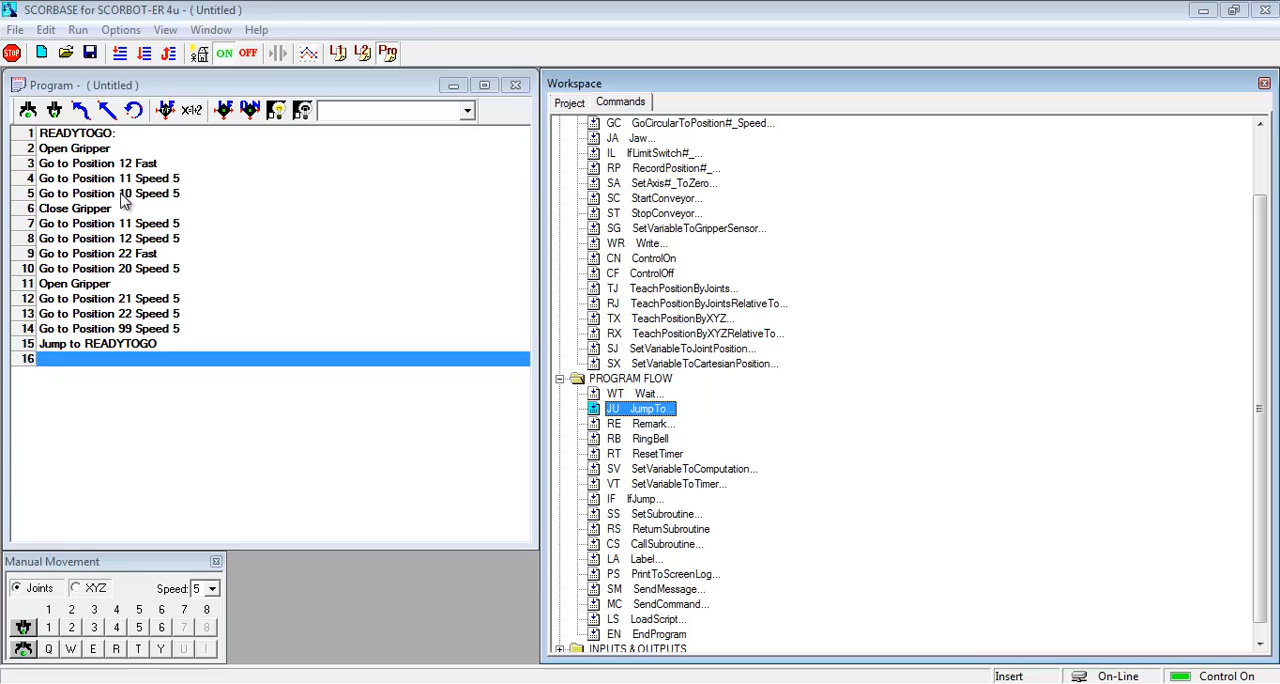 SCORBASE for SCORBOT-ER 4u - ( Untitled )
File Edit Run Options View Window Help
STOP ON OFF L1 L2 Prg
Program - ( Untitled )
1 READYTOGO:
2 Open Gripper
3 Go to Position 12 Fast
4 Go to Position 11 Speed 5
5 Go to Position 10 Speed 5
6 Close Gripper
7 Go to Position 11 Speed 5
8 Go to Position 12 Speed 5
9 Go to Position 22 Fast
10 Go to Position 20 Speed 5
11 Open Gripper
12 Go to Position 21 Speed 5
13 Go to Position 22 Speed 5
14 Go to Position 99 Speed 5
15 Jump to READYTOGO
16
Manual Movement
Joints XYZ Speed: 5
1 2 3 4 5 6 7 8
1 2 3 4 5 6 7 8
Q W E R T Y U I
Workspace
Project Commands
GC GoCircularToPosition#_Speed...
JA Jaw...
IL IfLimitSwitch#_...
RP RecordPosition#_...
SA SetAxis#_ToZero...
SC StartConveyor...
ST StopConveyor...
SG SetVariableToGripperSensor...
WR Write...
CN ControlOn
CF ControlOff
TJ TeachPositionByJoints...
RJ TeachPositionByJointsRelativeTo...
TX TeachPositionByXYZ...
RX TeachPositionByXYZRelativeTo...
SJ SetVariableToJointPosition...
SX SetVariableToCartesianPosition...
PROGRAM FLOW
WT Wait...
JU JumpTo...
RE Remark...
RB RingBell
RT ResetTimer
SV SetVariableToComputation...
VT SetVariableToTimer...
IF IfJump...
SS SetSubroutine...
RS ReturnSubroutine
CS CallSubroutine...
LA Label...
PS PrintToScreenLog...
SM SendMessage...
MC SendCommand...
LS LoadScript...
EN EndProgram
INPUTS & OUTPUTS
Insert On-Line Control On